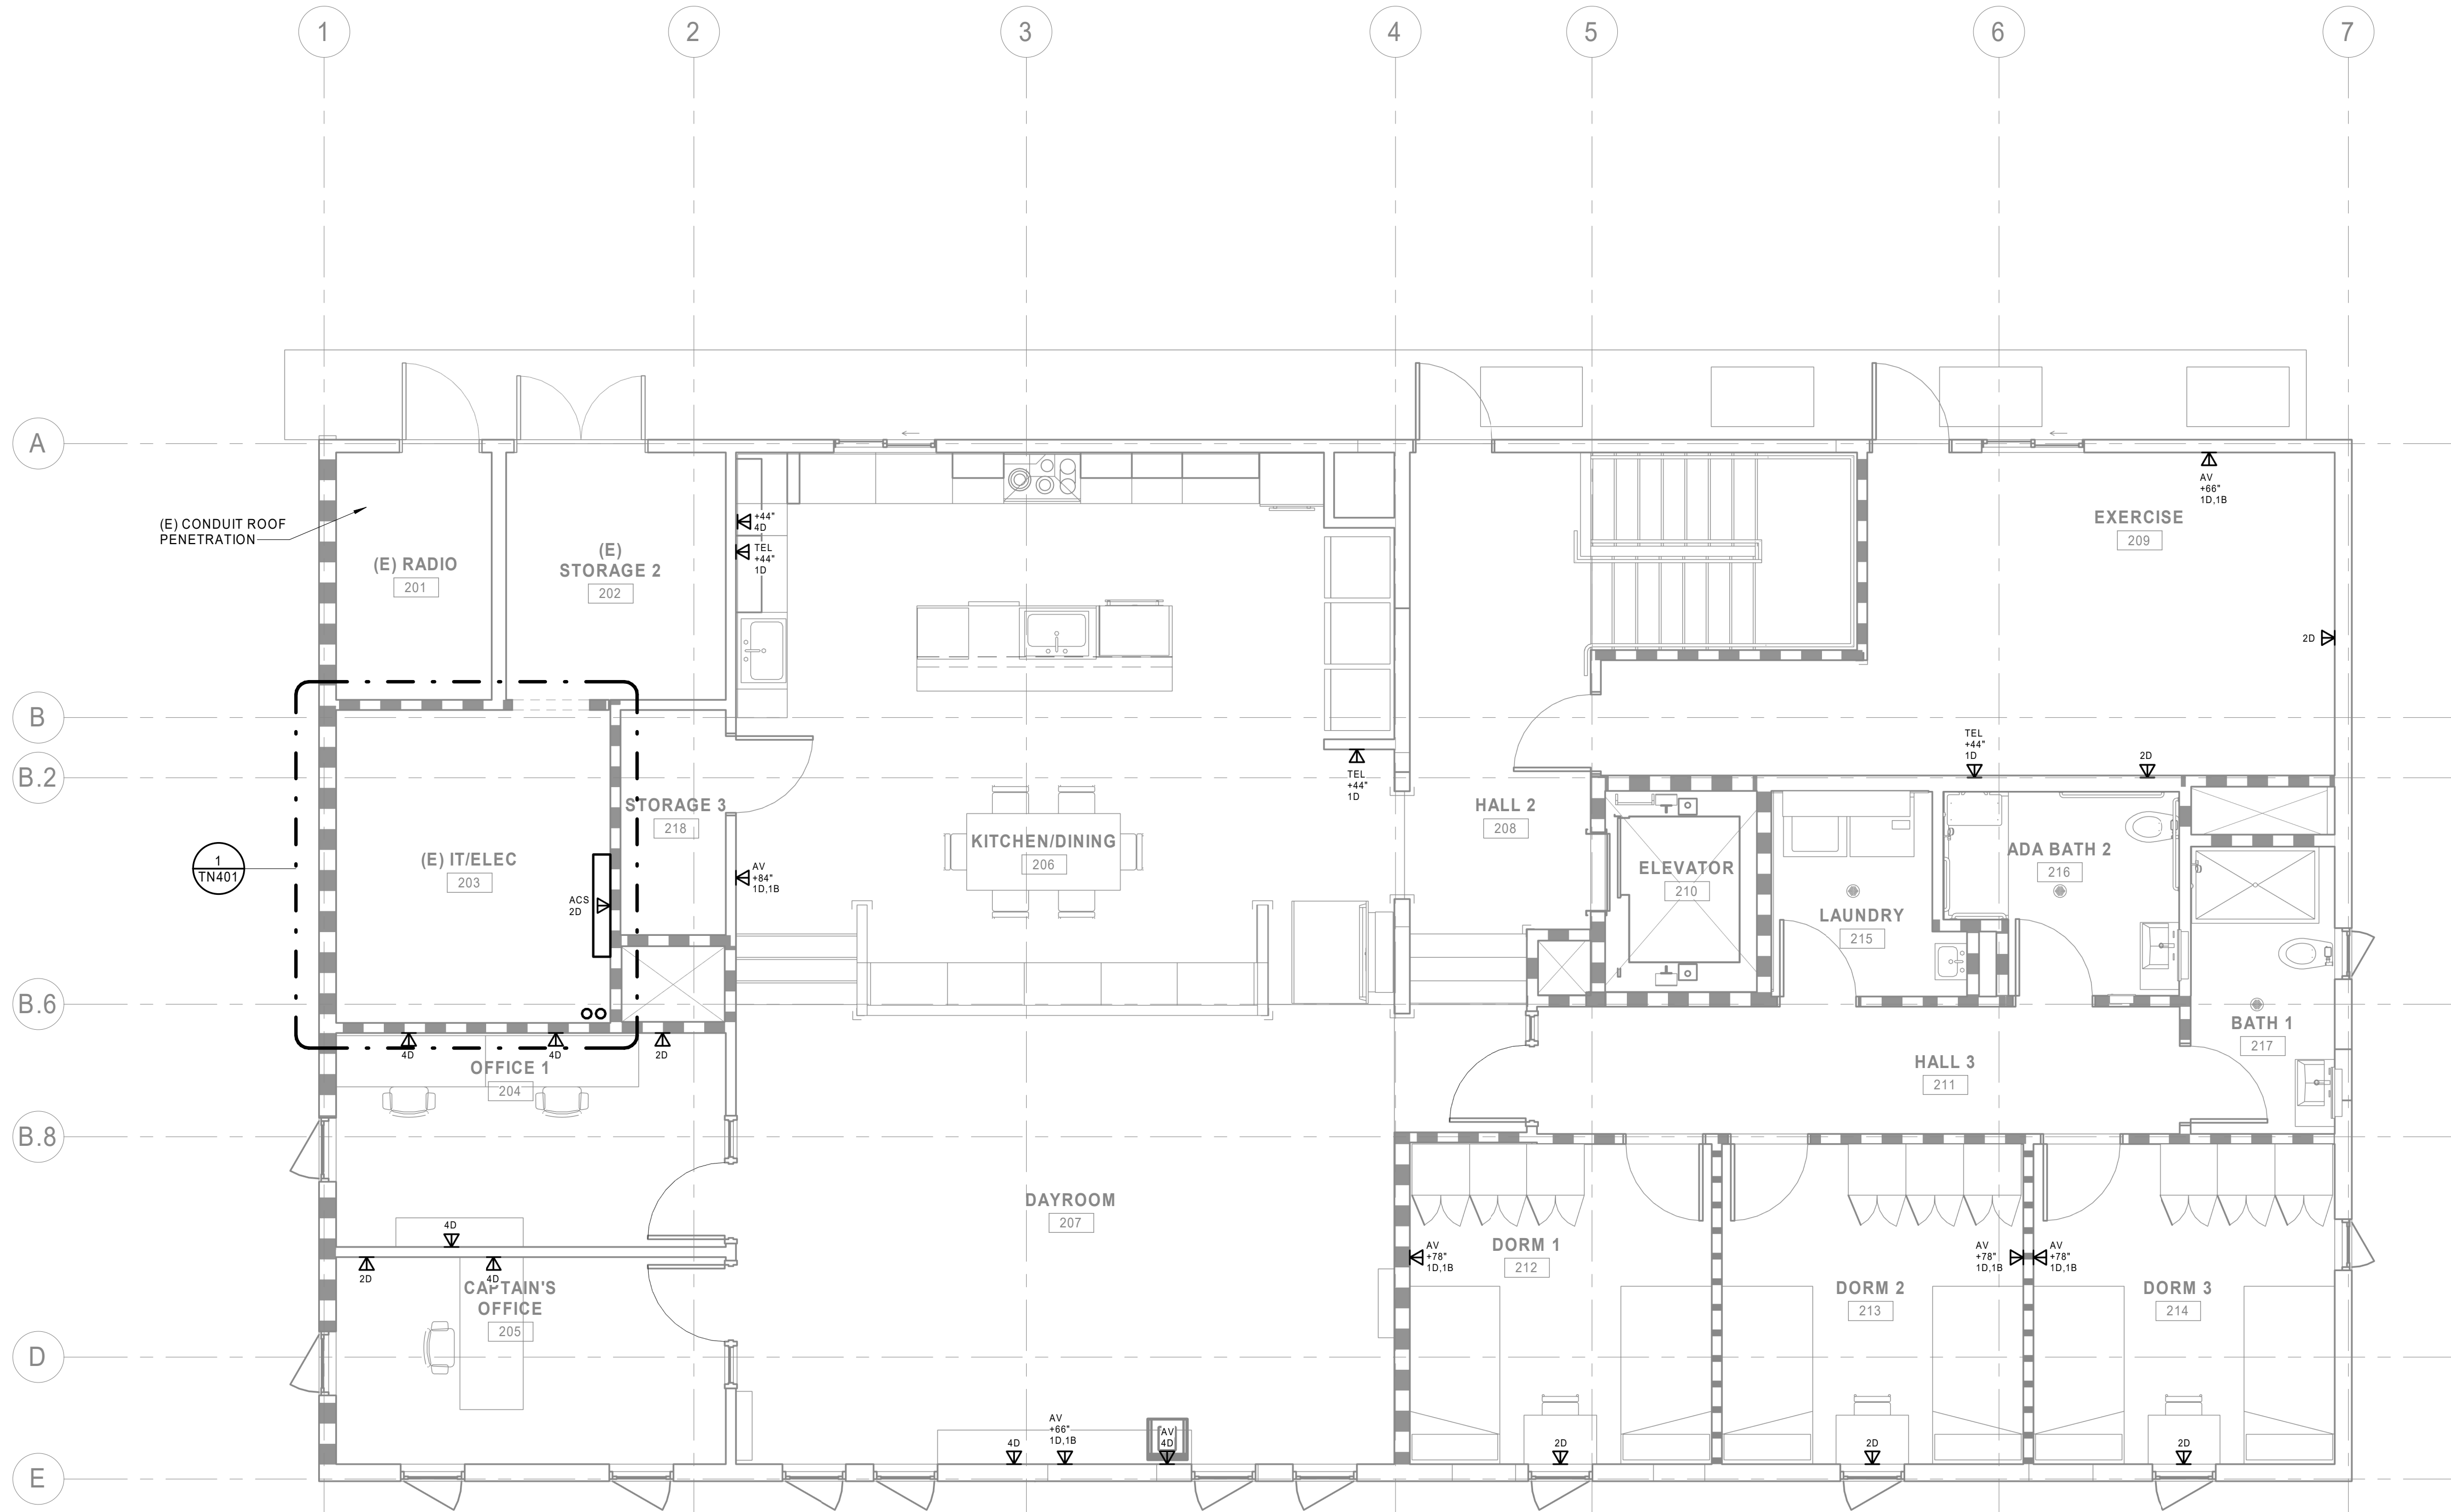 1
2
3
4
5
6
7
A
AV
+66"
1D,1B
EXERCISE
209
(E) CONDUIT ROOF
PENETRATION
+44"
4D
TEL
+44"
1D
(E) RADIO
201
(E)
STORAGE 2
202
2D
B
TEL
+44"
1D
2D
B.2
TEL
+44"
1D
STORAGE 3
218
HALL 2
208
KITCHEN/DINING
206
(E) IT/ELEC
203
1
TN401
AV
+84"
1D,1B
ACS
2D
ELEVATOR
210
LAUNDRY
215
ADA BATH 2
216
B.6
BATH 1
217
4D
4D
2D
OFFICE 1
204
HALL 3
211
B.8
DAYROOM
207
4D
2D
4D
CAPTAIN'S
OFFICE
205
AV
+78"
1D,1B
DORM 1
212
AV
+78"
1D,1B
AV
+78"
1D,1B
DORM 2
213
DORM 3
214
D
4D
AV
+66"
1D,1B
AV
4D
2D
2D
2D
E